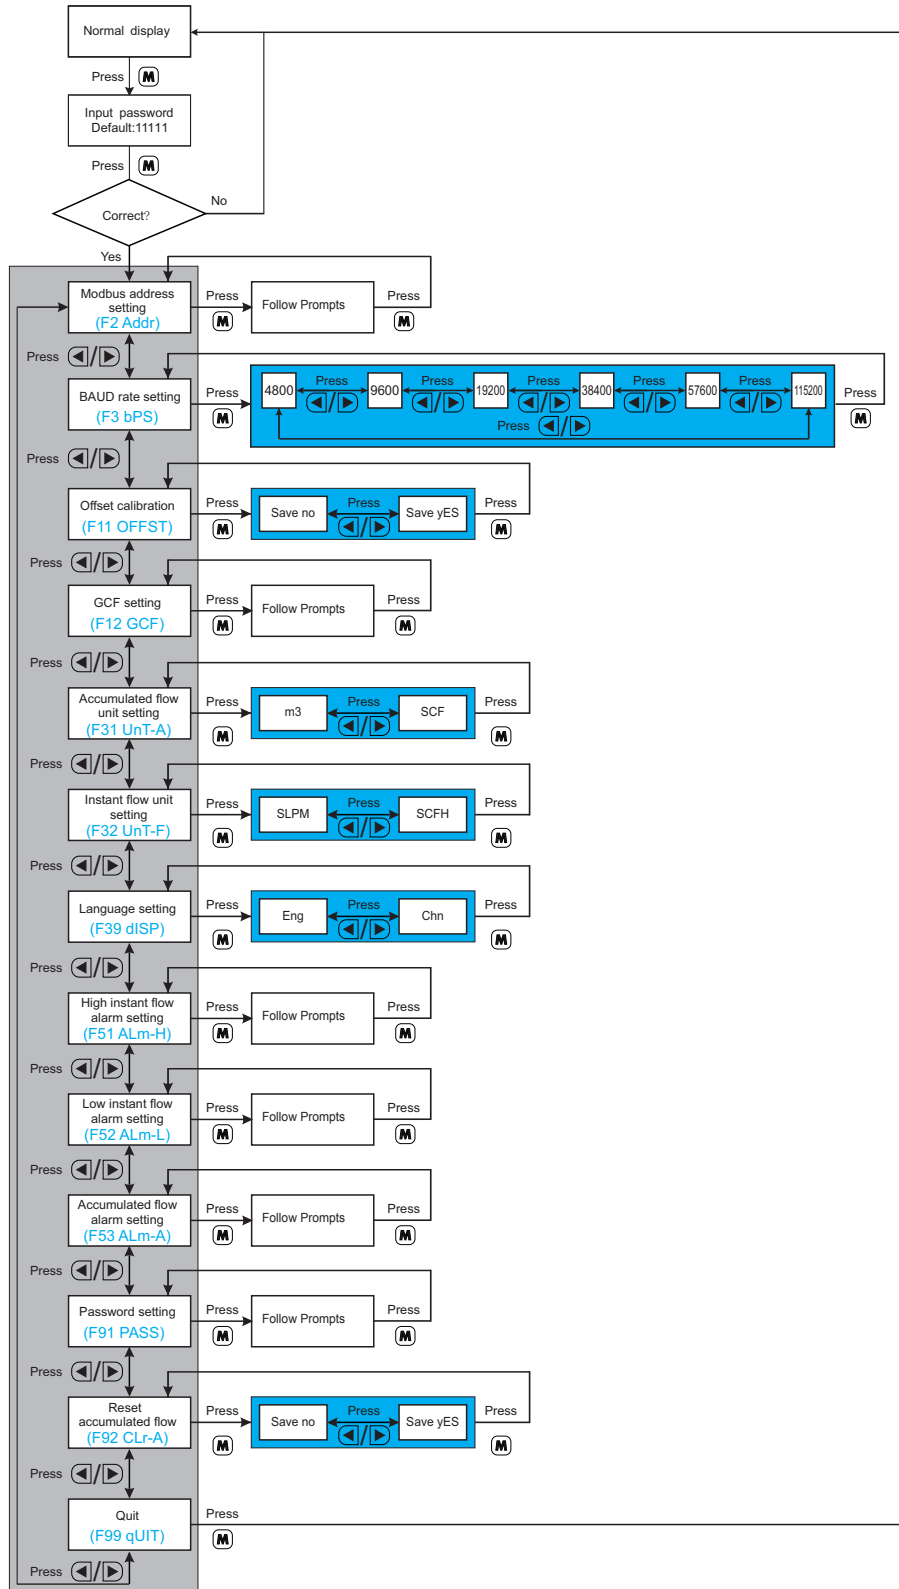 Normal display
Press M
Input password
Default:11111
Press M
Correct?
No
Yes
Modbus address
setting
(F2 Addr)
Press
M
Follow Prompts
Press
M
Press ◀/▶
BAUD rate setting
(F3 bPS)
Press
M
4800
Press
◀/▶
9600
Press
◀/▶
19200
Press
◀/▶
38400
Press
◀/▶
57600
Press
◀/▶
115200
Press ◀/▶
Press
M
Press ◀/▶
Offset calibration
(F11 OFFST)
Press
M
Save no
Press
◀/▶
Save yES
Press
M
Press ◀/▶
GCF setting
(F12 GCF)
Press
M
Follow Prompts
Press
M
Press ◀/▶
Accumulated flow
unit setting
(F31 UnT-A)
Press
M
m3
Press
◀/▶
SCF
Press
M
Press ◀/▶
Instant flow unit
setting
(F32 UnT-F)
Press
M
SLPM
Press
◀/▶
SCFH
Press
M
Press ◀/▶
Language setting
(F39 dISP)
Press
M
Eng
Press
◀/▶
Chn
Press
M
Press ◀/▶
High instant flow
alarm setting
(F51 ALm-H)
Press
M
Follow Prompts
Press
M
Press ◀/▶
Low instant flow
alarm setting
(F52 ALm-L)
Press
M
Follow Prompts
Press
M
Press ◀/▶
Accumulated flow
alarm setting
(F53 ALm-A)
Press
M
Follow Prompts
Press
M
Press ◀/▶
Password setting
(F91 PASS)
Press
M
Follow Prompts
Press
M
Press ◀/▶
Reset
accumulated flow
(F92 CLr-A)
Press
M
Save no
Press
◀/▶
Save yES
Press
M
Press ◀/▶
Quit
(F99 qUIT)
Press
M
Press ◀/▶